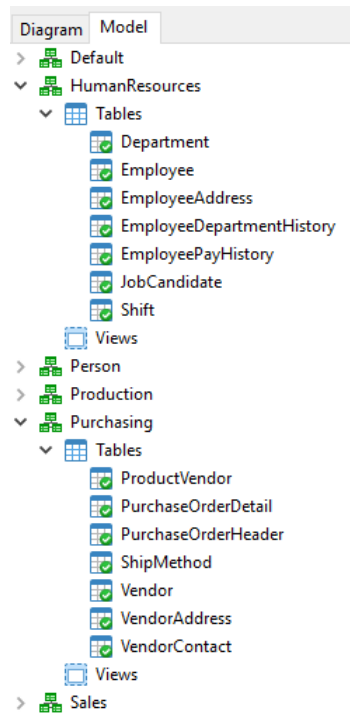 Diagram Model
Default
HumanResources
Tables
Department
Employee
EmployeeAddress
EmployeeDepartmentHistory
EmployeePayHistory
JobCandidate
Shift
Views
Person
Production
Purchasing
Tables
ProductVendor
PurchaseOrderDetail
PurchaseOrderHeader
ShipMethod
Vendor
VendorAddress
VendorContact
Views
Sales